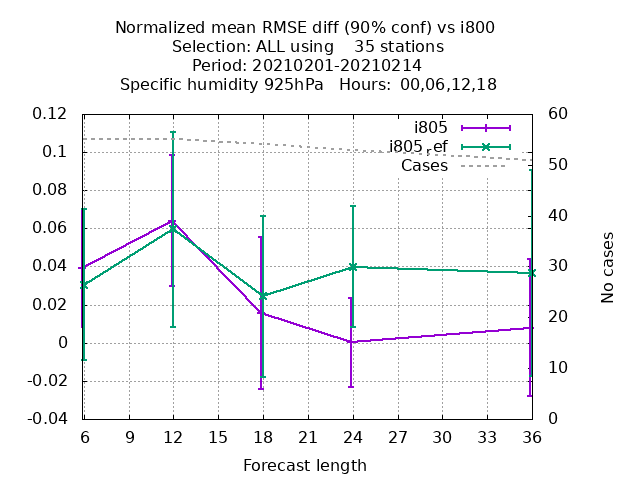 Normalized mean RMSE diff (90% conf) vs i800
Selection: ALL using    35 stations
Period: 20210201-20210214
Specific humidity 925hPa   Hours: 00,06,12,18
0.12
0.1
0.08
0.06
0.04
0.02
0
-0.02
-0.04
60
50
40
30
20
10
0
i805
i805_ref
Cases
No cases
6 9 12 15 18 21 24 27 30 33 36
Forecast length